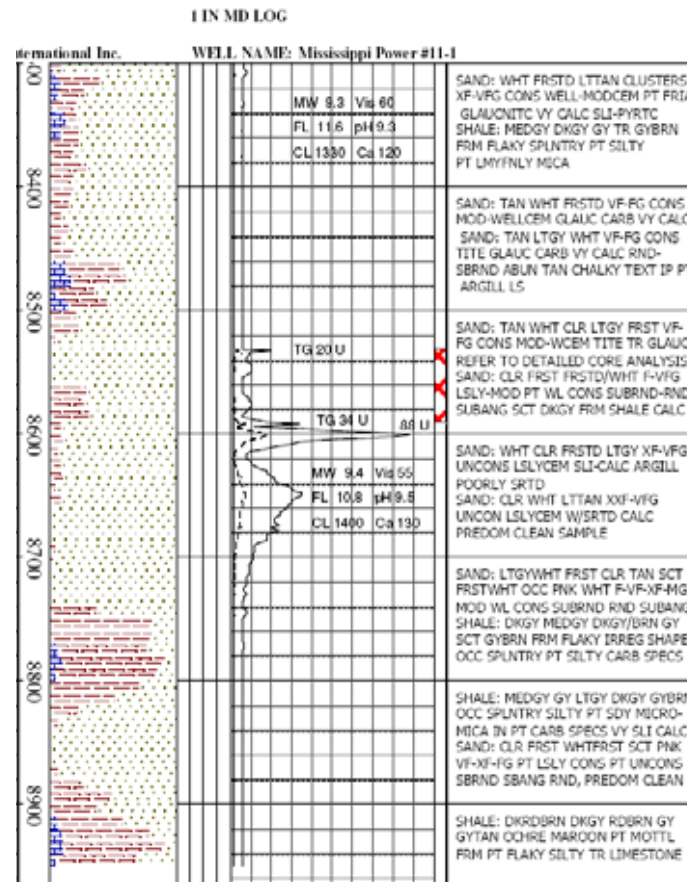 1 IN MD LOG
ternational Inc. WELL NAME: Mississippi Power #11-1
MW 9.3 Vis 60
FL 11.6 pH 9.3
CL 1330 Ca 120
8400
8500
TG 20 U
TG 34 U
8600
MW 9.4 Vis 55
FL 10.8 pH 9.5
CL 1400 Ca 130
8700
8800
8900
SAND: WHT FRSTD LTTAN CLUSTERS
XF-VFG CONS WELL-MODCEM PT FRIA
GLAUCNITC VY CALC SLI-PYRTC
SHALE: MEDGY DKGY GY TR GYBRN
FRM FLAKY SPLNTRY PT SILTY
PT LMYFNLY MICA
SAND: TAN WHT FRSTD VF-FG CONS
MOD-WELLCEM GLAUC CARB VY CALC
SAND: TAN LTGY WHT VF-FG CONS
TITE GLAUC CARB VY CALC RND-
SBRND ABUN TAN CHALKY TEXT IP P
ARGILL LS
SAND: TAN WHT CLR LTGY FRST VF-
FG CONS MOD-WCEM TITE TR GLAUC
REFER TO DETAILED CORE ANALYSIS
SAND: CLR FRST FRSTD/WHT F-VFG
LSLY-MOD PT WL CONS SUBRND-RND
SUBANG SCT DKGY FRM SHALE CALC
SAND: WHT CLR FRSTD LTGY XF-VFG
UNCONS LSLYCEM SLI-CALC ARGILL
POORLY SRTD
SAND: CLR WHT LTTAN XXF-VFG
UNCON LSLYCEM W/SRTD CALC
PREDOM CLEAN SAMPLE
SAND: LTGYWHT FRST CLR TAN SCT
FRSTWHT OCC PNK WHT F-VF-XF-MG
MOD WL CONS SUBRND RND SUBANG
SHALE: DKGY MEDGY DKGY/BRN GY
SCT GYBRN FRM FLAKY IRREG SHAPE
OCC SPLNTRY PT SILTY CARB SPECS
SHALE: MEDGY GY LTGY DKGY GYBRN
OCC SPLNTRY SILTY PT SDY MICRO-
MICA IN PT CARB SPECS VY SLI CALC
SAND: CLR FRST WHTFRST SCT PNK
VF-XF-FG PT LSLY CONS PT UNCONS
SBRND SBANG RND, PREDOM CLEAN
SHALE: DKRDBRN DKGY RDBRN GY
GYTAN OCHRE MAROON PT MOTTL
FRM PT FLAKY SILTY TR LIMESTONE